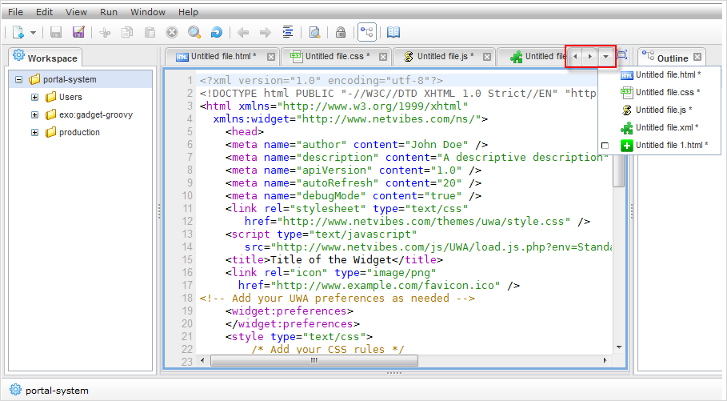 File Edit View Run Window Help
Workspace
Untitled file.html *
Untitled file.css *
Untitled file.js *
Untitled file
Outline
portal-system
Users
exo:gadget-groovy
production
1 <?xml version="1.0" encoding="utf-8"?>
2 <!DOCTYPE html PUBLIC "-//W3C//DTD XHTML 1.0 Strict//EN" "http
3 <html xmlns="http://www.w3.org/1999/xhtml"
4 xmlns:widget="http://www.netvibes.com/ns/">
5 <head>
6 <meta name="author" content="John Doe" />
7 <meta name="description" content="A descriptive description"
8 <meta name="apiVersion" content="1.0" />
9 <meta name="autoRefresh" content="20" />
10 <meta name="debugMode" content="true" />
11 <link rel="stylesheet" type="text/css"
12 href="http://www.netvibes.com/themes/uwa/style.css" />
13 <script type="text/javascript"
14 src="http://www.netvibes.com/js/UWA/load.js.php?env=Standa
15 <title>Title of the Widget</title>
16 <link rel="icon" type="image/png"
17 href="http://www.example.com/favicon.ico" />
18 <!-- Add your UWA preferences as needed -->
19 <widget:preferences>
20 </widget:preferences>
21 <style type="text/css">
22 /* Add your CSS rules */
23
Untitled file.html *
Untitled file.css *
Untitled file.js *
Untitled file.xml *
Untitled file 1.html *
portal-system